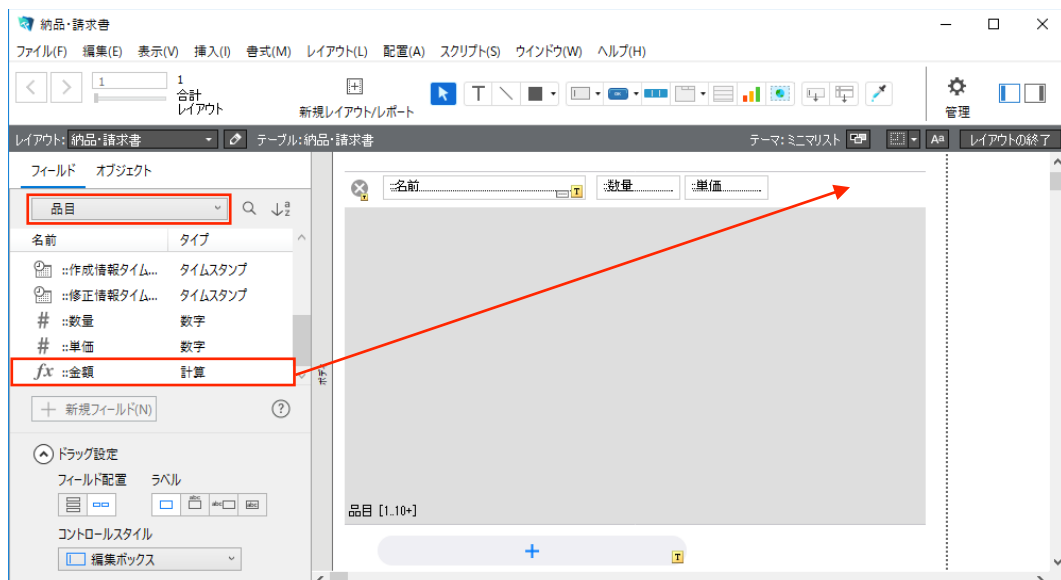 納品・請求書
ファイル(F) 編集(E) 表示(V) 挿入(I) 書式(M) レイアウト(L) 配置(A) スクリプト(S) ウインドウ(W) ヘルプ(H)
1
1
合計
レイアウト
新規レイアウト/レポート
管理
レイアウト: 納品・請求書 テーブル:納品・請求書 テーマ:ミニマリスト Aa レイアウトの終了
フィールド オブジェクト
品目
名前 タイプ
::作成情報タイム... タイムスタンプ
::修正情報タイム... タイムスタンプ
# ::数量 数字
# ::単価 数字
fx ::金額 計算
+ 新規フィールド(N) ?
ドラッグ設定
フィールド配置 ラベル
abc abc abc
コントロールスタイル
編集ボックス
::名前 T ::数量 ::単価
T
ボディ
品目 [1..10+]
+ T